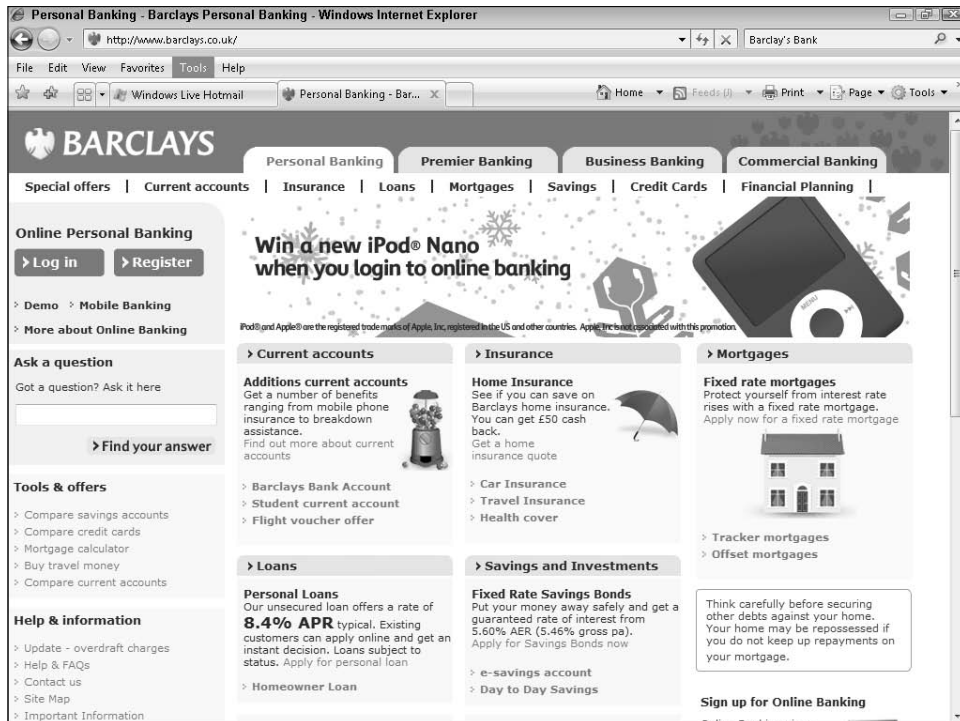 Personal Banking - Barclays Personal Banking - Windows Internet Explorer
http://www.barclays.co.uk/
Barclay's Bank
File Edit View Favorites Tools Help
Windows Live Hotmail
Personal Banking - Bar...
Home Feeds (J) Print Page Tools
BARCLAYS
Personal Banking
Premier Banking
Business Banking
Commercial Banking
Special offers | Current accounts | Insurance | Loans | Mortgages | Savings | Credit Cards | Financial Planning |
Online Personal Banking
> Log in
> Register
> Demo > Mobile Banking
> More about Online Banking
Win a new iPod® Nano
when you login to online banking
MENU
iPod® and Apple® are the registered trade marks of Apple, Inc, registered in the US and other countries. Apple, Inc is not associated with this promotion.
Ask a question
Got a question? Ask it here
> Find your answer
Tools & offers
> Compare savings accounts
> Compare credit cards
> Mortgage calculator
> Buy travel money
> Compare current accounts
Help & information
> Update - overdraft charges
> Help & FAQs
> Contact us
> Site Map
> Important Information
> Current accounts
Additions current accounts
Get a number of benefits
ranging from mobile phone
insurance to breakdown
assistance.
Find out more about current
accounts
> Barclays Bank Account
> Student current account
> Flight voucher offer
> Insurance
Home Insurance
See if you can save on
Barclays home insurance.
You can get £50 cash
back.
Get a home
insurance quote
> Car Insurance
> Travel Insurance
> Health cover
> Mortgages
Fixed rate mortgages
Protect yourself from interest rate
rises with a fixed rate mortgage.
Apply now for a fixed rate mortgage
> Tracker mortgages
> Offset mortgages
> Loans
Personal Loans
Our unsecured loan offers a rate of
8.4% APR typical. Existing
customers can apply online and get an
instant decision. Loans subject to
status. Apply for personal loan
> Homeowner Loan
> Savings and Investments
Fixed Rate Savings Bonds
Put your money away safely and get a
guaranteed rate of interest from
5.60% AER (5.46% gross pa).
Apply for Savings Bonds now
> e-savings account
> Day to Day Savings
Think carefully before securing
other debts against your home.
Your home may be repossessed if
you do not keep up repayments on
your mortgage.
Sign up for Online Banking